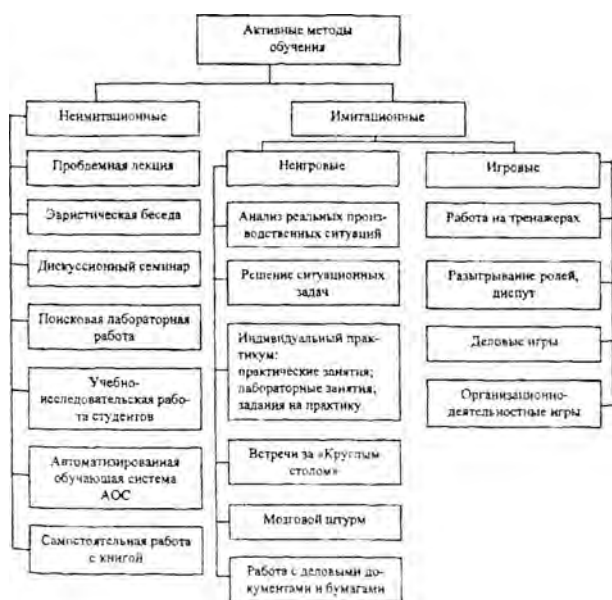 Активные методы
обучения
Неимитационные
Имитационные
Проблемная лекция
Эвристическая беседа
Дискуссионный семинар
Поисковая лабораторная
работа
Учебно-
исследовательская рабо-
та студентов
Автоматизированная
обучающая система
АОС
Самостоятельная работа
с книгой
Неигровые
Анализ реальных произ-
водственных ситуаций
Решение ситуационных
задач
Индивидуальный прак-
тикум:
практические занятия;
лабораторные занятия;
задания на практику
Встречи за «Круглым
столом»
Мозговой штурм
Работа с деловыми до-
кументами и бумагами
Игровые
Работа на тренажерах
Разыгрывание ролей,
диспут
Деловые игры
Организационно-
деятельностные игры